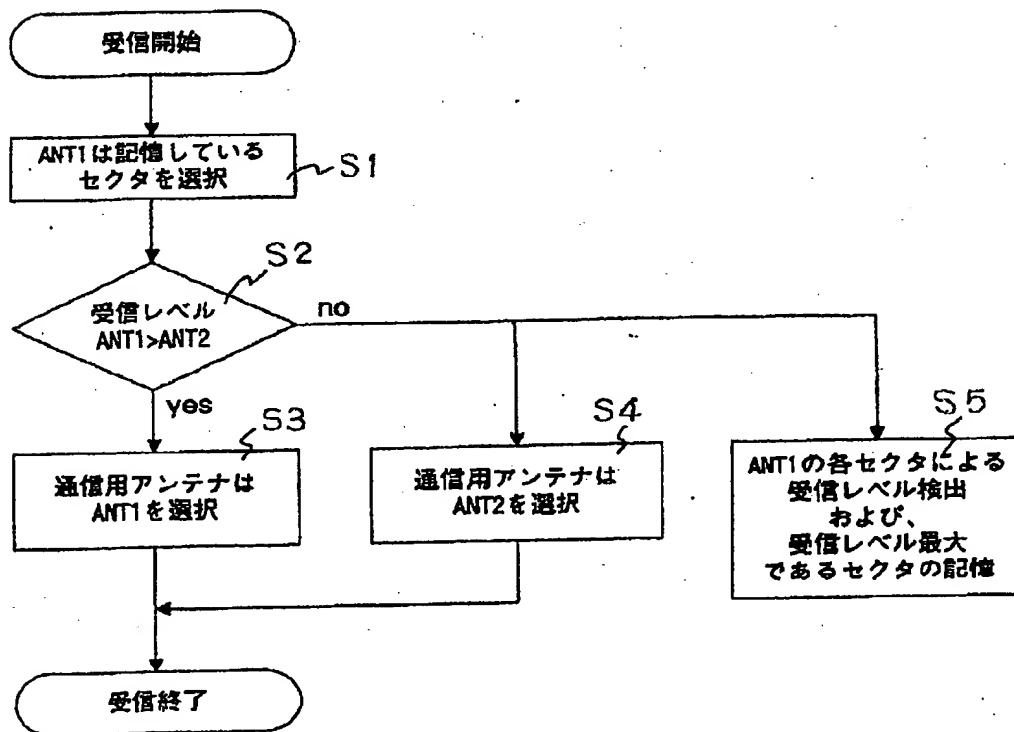 受信開始
ANT1は記憶している
セクタを選択
S1
S2
受信レベル
ANT1>ANT2
no
yes
S3
通信用アンテナは
ANT1を選択
S4
通信用アンテナは
ANT2を選択
S5
ANT1の各セクタによる
受信レベル検出
および、
受信レベル最大
であるセクタの記憶
受信終了